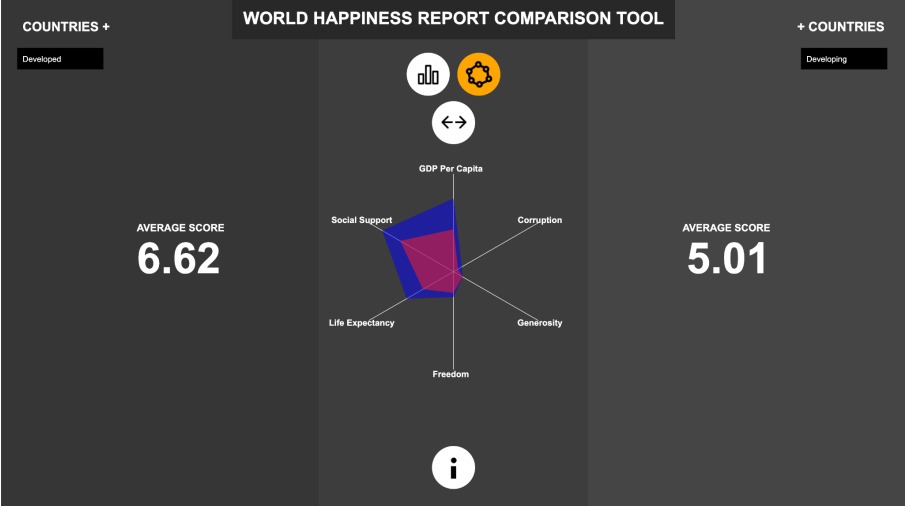 WORLD HAPPINESS REPORT COMPARISON TOOL
COUNTRIES +
+ COUNTRIES
Developed
Developing
GDP Per Capita
Social Support
Corruption
AVERAGE SCORE
6.62
AVERAGE SCORE
5.01
Life Expectancy
Generosity
Freedom